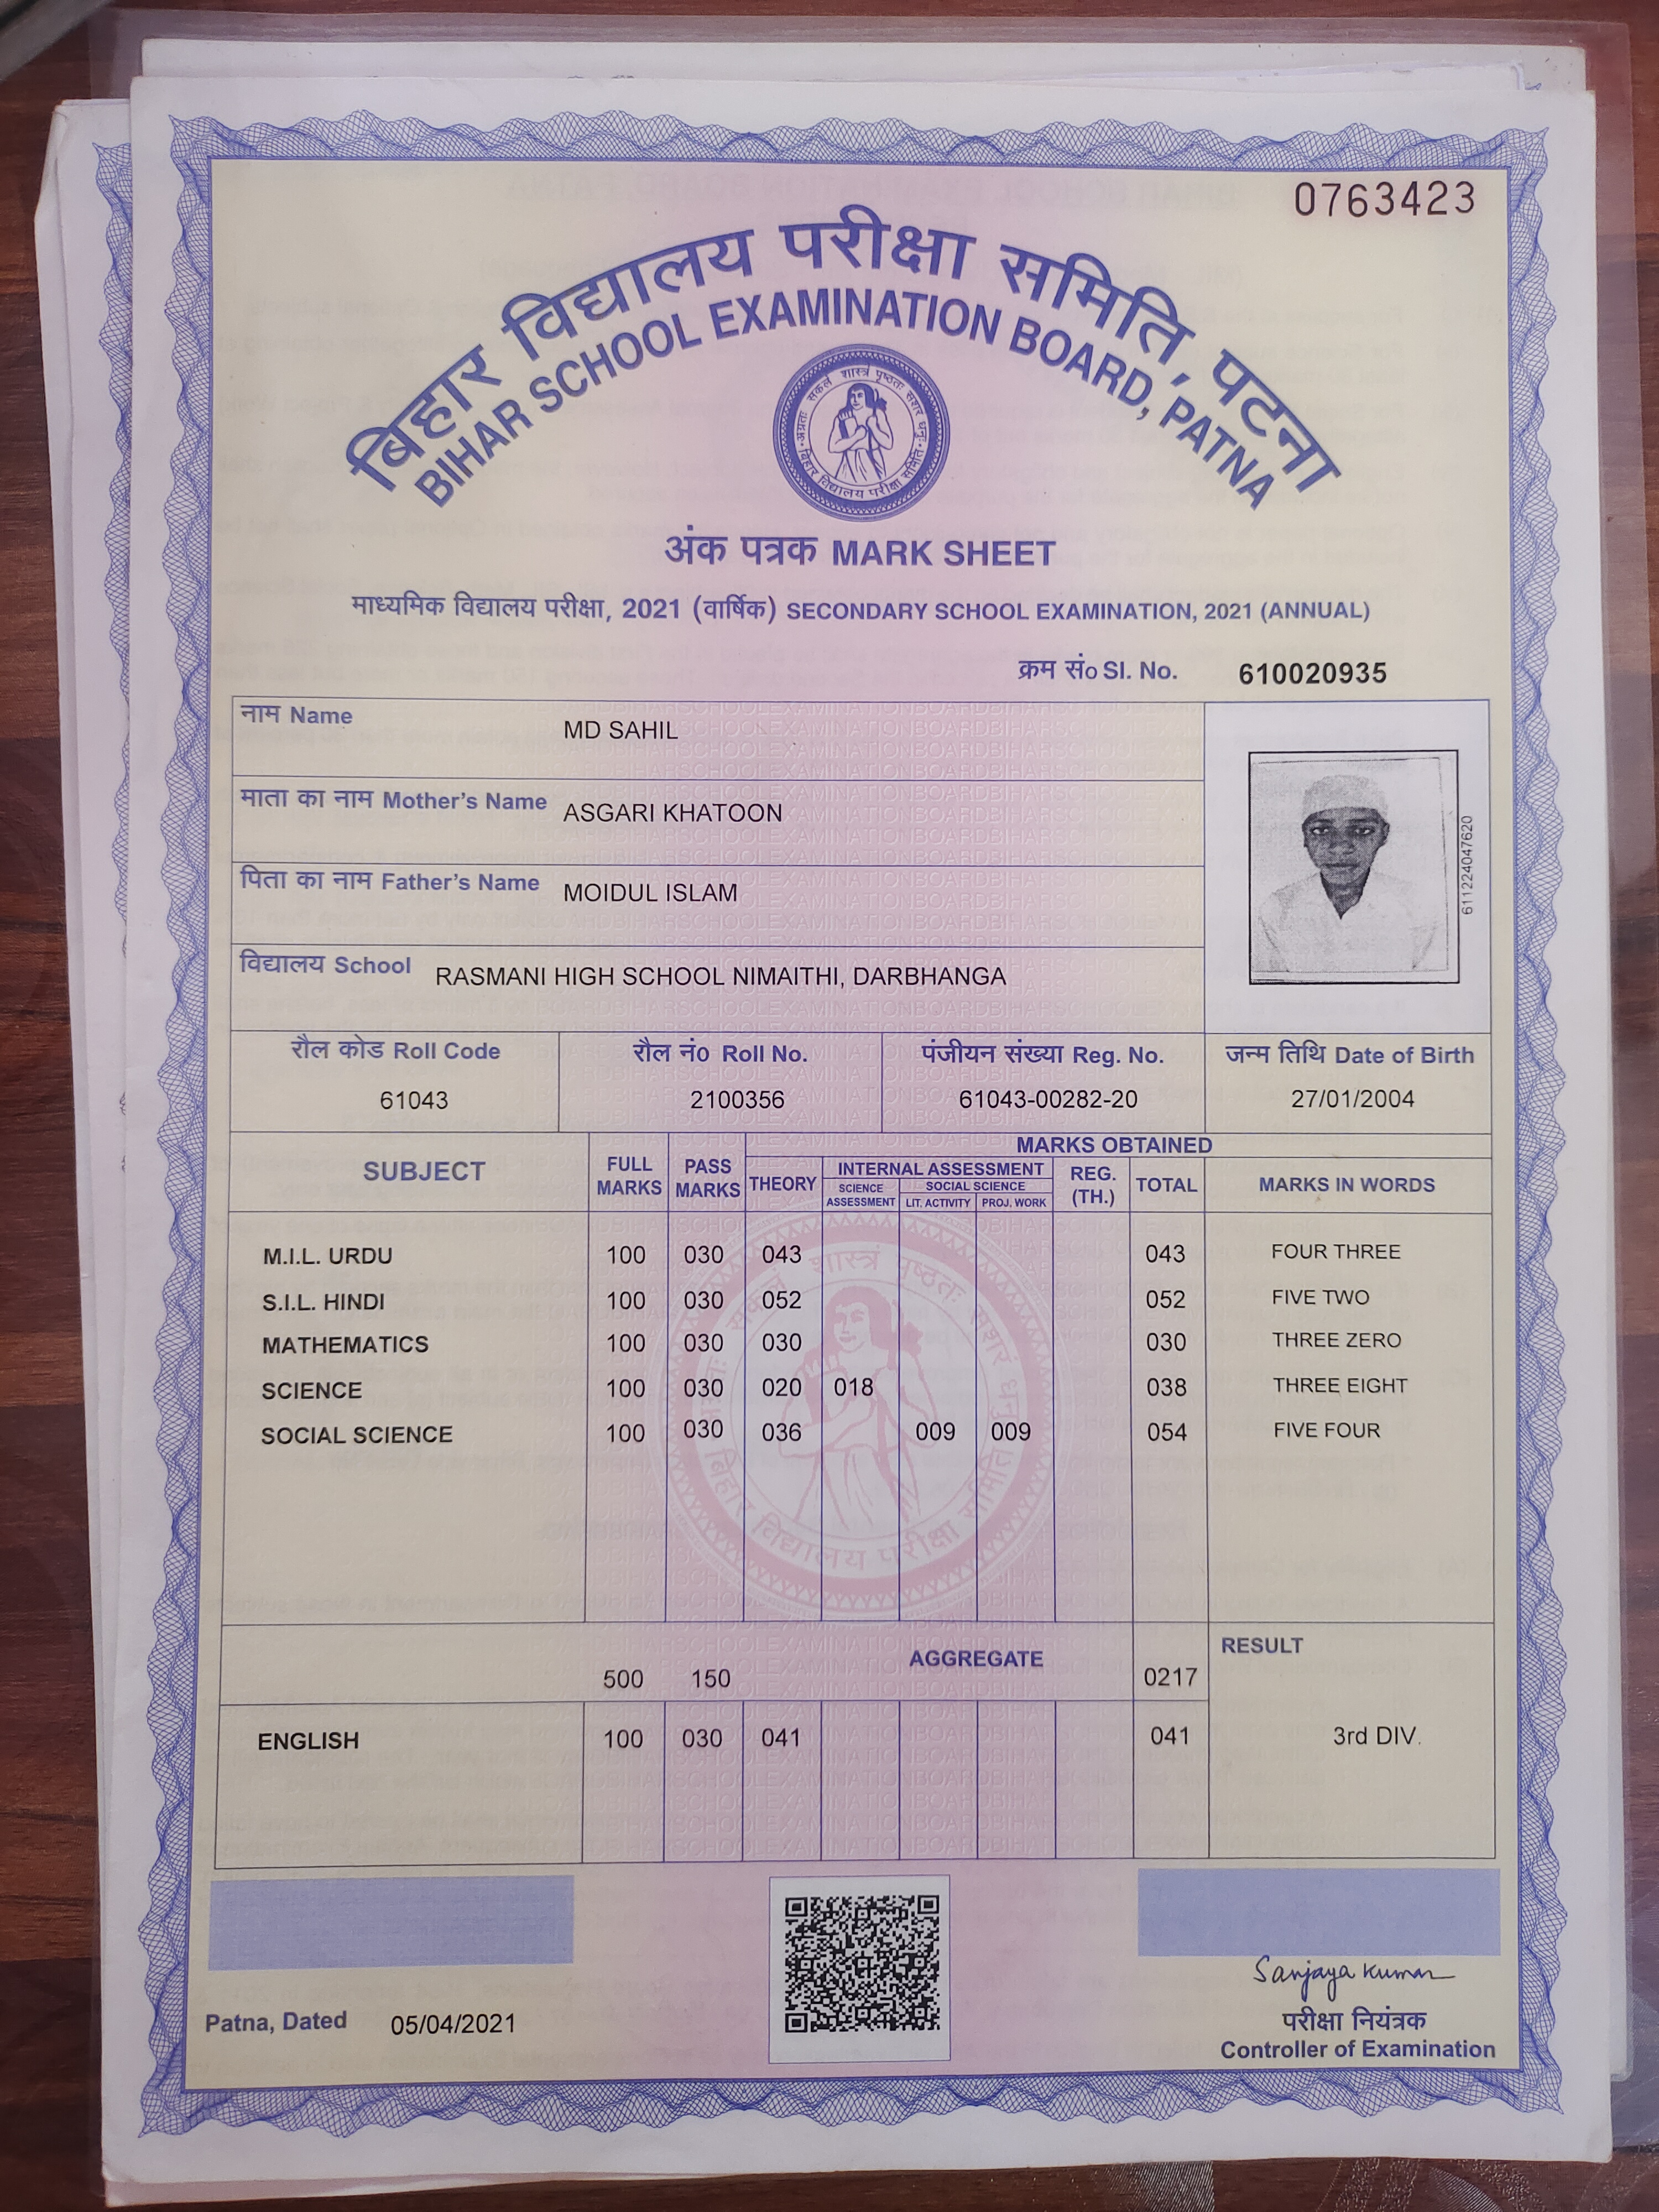 0763423
बिहार विद्यालय परीक्षा समिति, पटना
BIHAR SCHOOL EXAMINATION BOARD, PATNA
अंक पत्रक MARK SHEET
माध्यमिक विद्यालय परीक्षा, 2021 (वार्षिक) SECONDARY SCHOOL EXAMINATION, 2021 (ANNUAL)
क्रम सं० Sl. No. 610020935
नाम Name MD SAHIL
माता का नाम Mother's Name ASGARI KHATOON
पिता का नाम Father's Name MOIDUL ISLAM
विद्यालय School RASMANI HIGH SCHOOL NIMAITHI, DARBHANGA
611224047620
रौल कोड Roll Code रौल नं० Roll No. पंजीयन संख्या Reg. No. जन्म तिथि Date of Birth
61043 2100356 61043-00282-20 27/01/2004
SUBJECT FULL MARKS PASS MARKS MARKS OBTAINED
THEORY INTERNAL ASSESSMENT REG. (TH.) TOTAL MARKS IN WORDS
SCIENCE ASSESSMENT SOCIAL SCIENCE
LIT. ACTIVITY PROJ. WORK
M.I.L. URDU 100 030 043 043 FOUR THREE
S.I.L. HINDI 100 030 052 052 FIVE TWO
MATHEMATICS 100 030 030 030 THREE ZERO
SCIENCE 100 030 020 018 038 THREE EIGHT
SOCIAL SCIENCE 100 030 036 009 009 054 FIVE FOUR
AGGREGATE RESULT
500 150 0217
ENGLISH 100 030 041 041 3rd DIV.
Sanjaya Kumar
Patna, Dated 05/04/2021
परीक्षा नियंत्रक
Controller of Examination